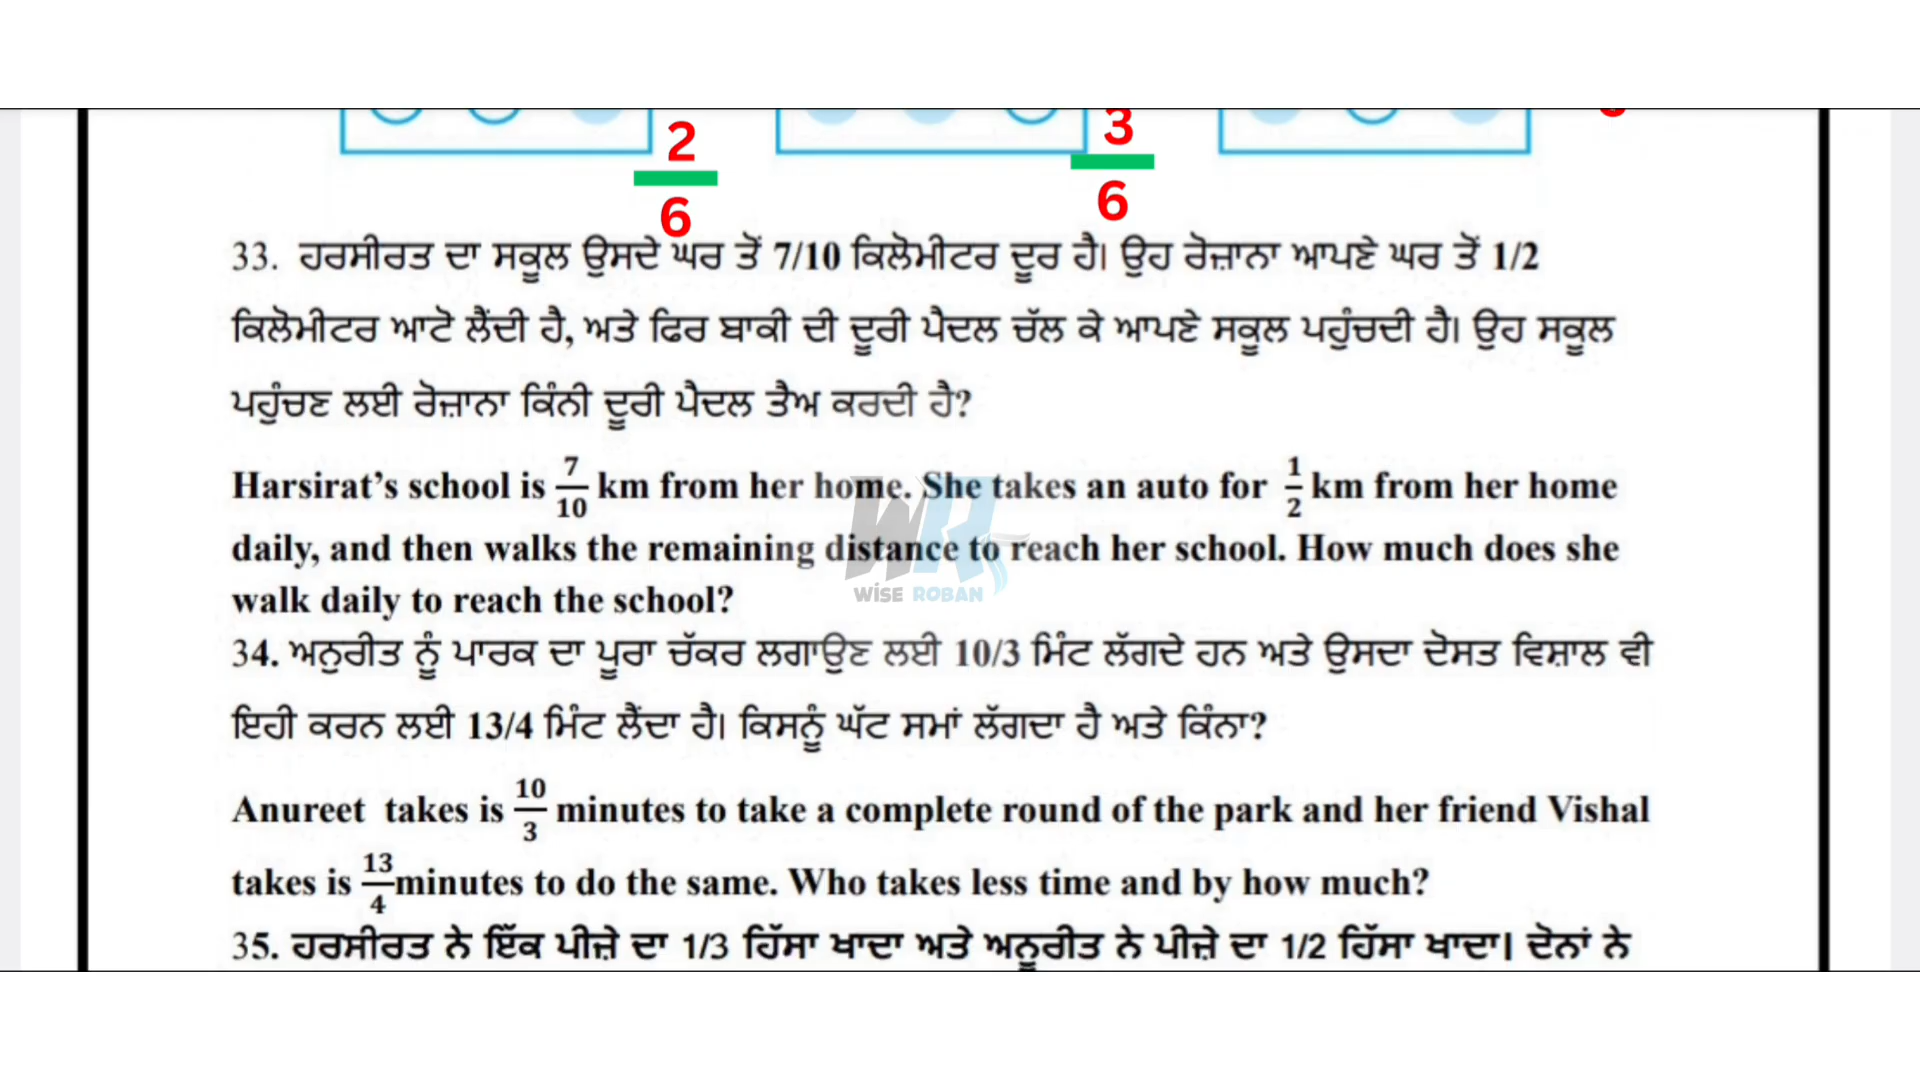 2
6
3
6
33. ਹਰਸੀਰਤ ਦਾ ਸਕੂਲ ਉਸਦੇ ਘਰ ਤੋਂ 7/10 ਕਿਲੋਮੀਟਰ ਦੂਰ ਹੈ। ਉਹ ਰੋਜ਼ਾਨਾ ਆਪਣੇ ਘਰ ਤੋਂ 1/2
ਕਿਲੋਮੀਟਰ ਆਟੋ ਲੈਂਦੀ ਹੈ, ਅਤੇ ਫਿਰ ਬਾਕੀ ਦੀ ਦੂਰੀ ਪੈਦਲ ਚੱਲ ਕੇ ਆਪਣੇ ਸਕੂਲ ਪਹੁੰਚਦੀ ਹੈ। ਉਹ ਸਕੂਲ
ਪਹੁੰਚਣ ਲਈ ਰੋਜ਼ਾਨਾ ਕਿੰਨੀ ਦੂਰੀ ਪੈਦਲ ਤੈਅ ਕਰਦੀ ਹੈ?
Harsirat’s school is 7/10 km from her home. She takes an auto for 1/2 km from her home
daily, and then walks the remaining distance to reach her school. How much does she
walk daily to reach the school?
WR
WISE ROBAN
34. ਅਨੁਰੀਤ ਨੂੰ ਪਾਰਕ ਦਾ ਪੂਰਾ ਚੱਕਰ ਲਗਾਉਣ ਲਈ 10/3 ਮਿੰਟ ਲੱਗਦੇ ਹਨ ਅਤੇ ਉਸਦਾ ਦੋਸਤ ਵਿਸ਼ਾਲ ਵੀ
ਇਹੀ ਕਰਨ ਲਈ 13/4 ਮਿੰਟ ਲੈਂਦਾ ਹੈ। ਕਿਸਨੂੰ ਘੱਟ ਸਮਾਂ ਲੱਗਦਾ ਹੈ ਅਤੇ ਕਿੰਨਾ?
Anureet takes is 10/3 minutes to take a complete round of the park and her friend Vishal
takes is 13/4 minutes to do the same. Who takes less time and by how much?
35. ਹਰਸੀਰਤ ਨੇ ਇੱਕ ਪੀਜ਼ੇ ਦਾ 1/3 ਹਿੱਸਾ ਖਾਦਾ ਅਤੇ ਅਨੂਰੀਤ ਨੇ ਪੀਜ਼ੇ ਦਾ 1/2 ਹਿੱਸਾ ਖਾਦਾ। ਦੋਨਾਂ ਨੇ